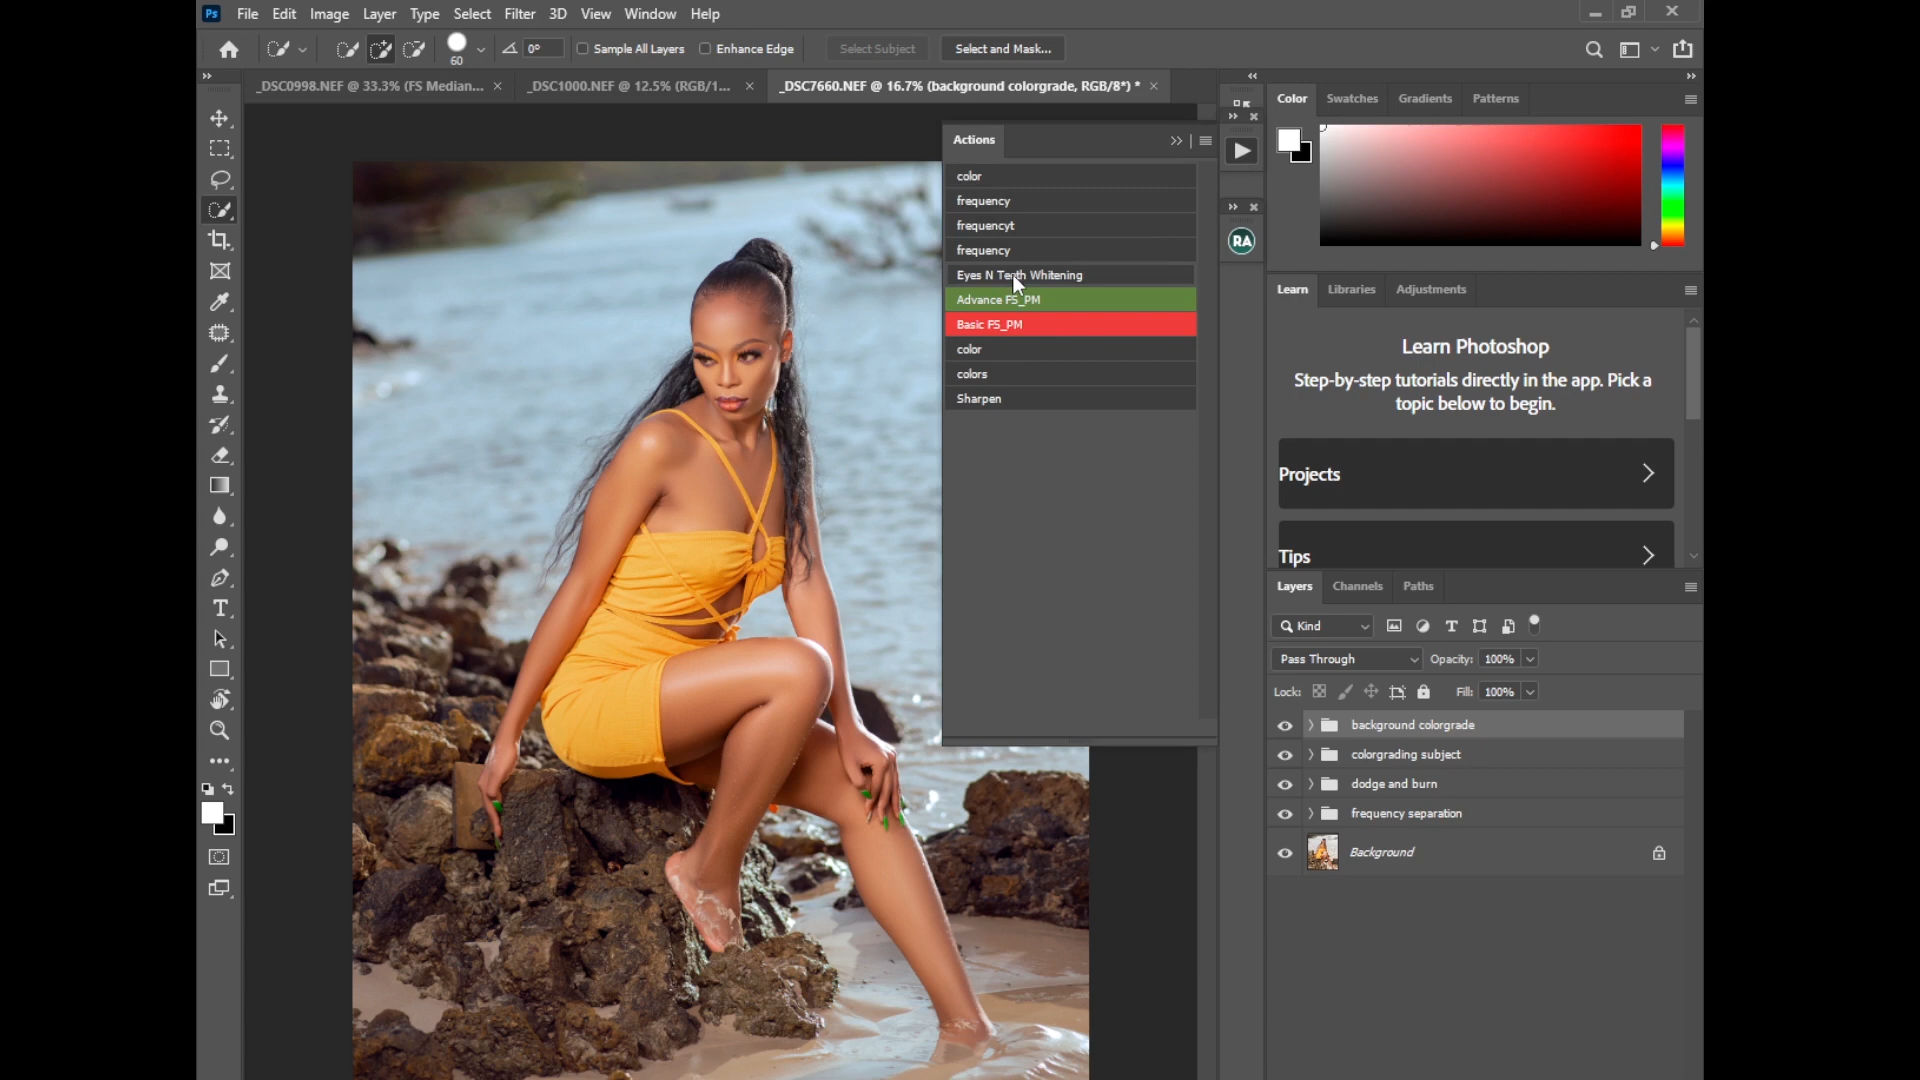 Ps File Edit Image Layer Type Select Filter 3D View Window Help
60 0° Sample All Layers Enhance Edge Select Subject Select and Mask...
_DSC0998.NEF @ 33.3% (FS Median... _DSC1000.NEF @ 12.5% (RGB/1... _DSC7660.NEF @ 16.7% (background colorgrade, RGB/8*) *
Actions
color
frequency
frequencyt
frequency
Eyes N Teeth Whitening
Advance FS_PM
Basic FS_PM
color
colors
Sharpen
RA
Color Swatches Gradients Patterns
Learn Libraries Adjustments
Learn Photoshop
Step-by-step tutorials directly in the app. Pick a
topic below to begin.
Projects
Tips
Layers Channels Paths
Kind
Pass Through Opacity: 100%
Lock: Fill: 100%
background colorgrade
colorgrading subject
dodge and burn
frequency separation
Background